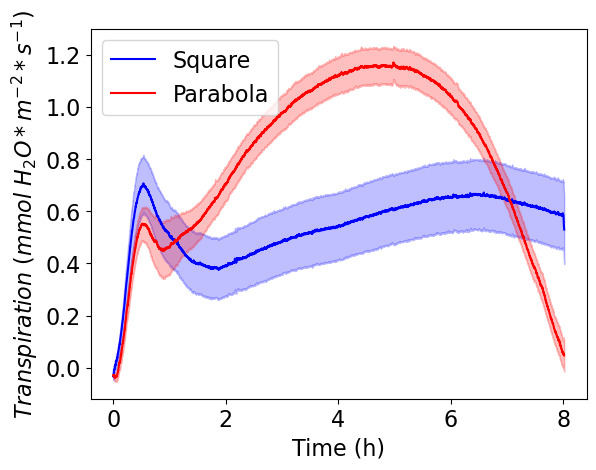 Transpiration (mmol H₂O * m⁻² * s⁻¹)
1.2
1.0
0.8
0.6
0.4
0.2
0.0
Square
Parabola
0 2 4 6 8
Time (h)